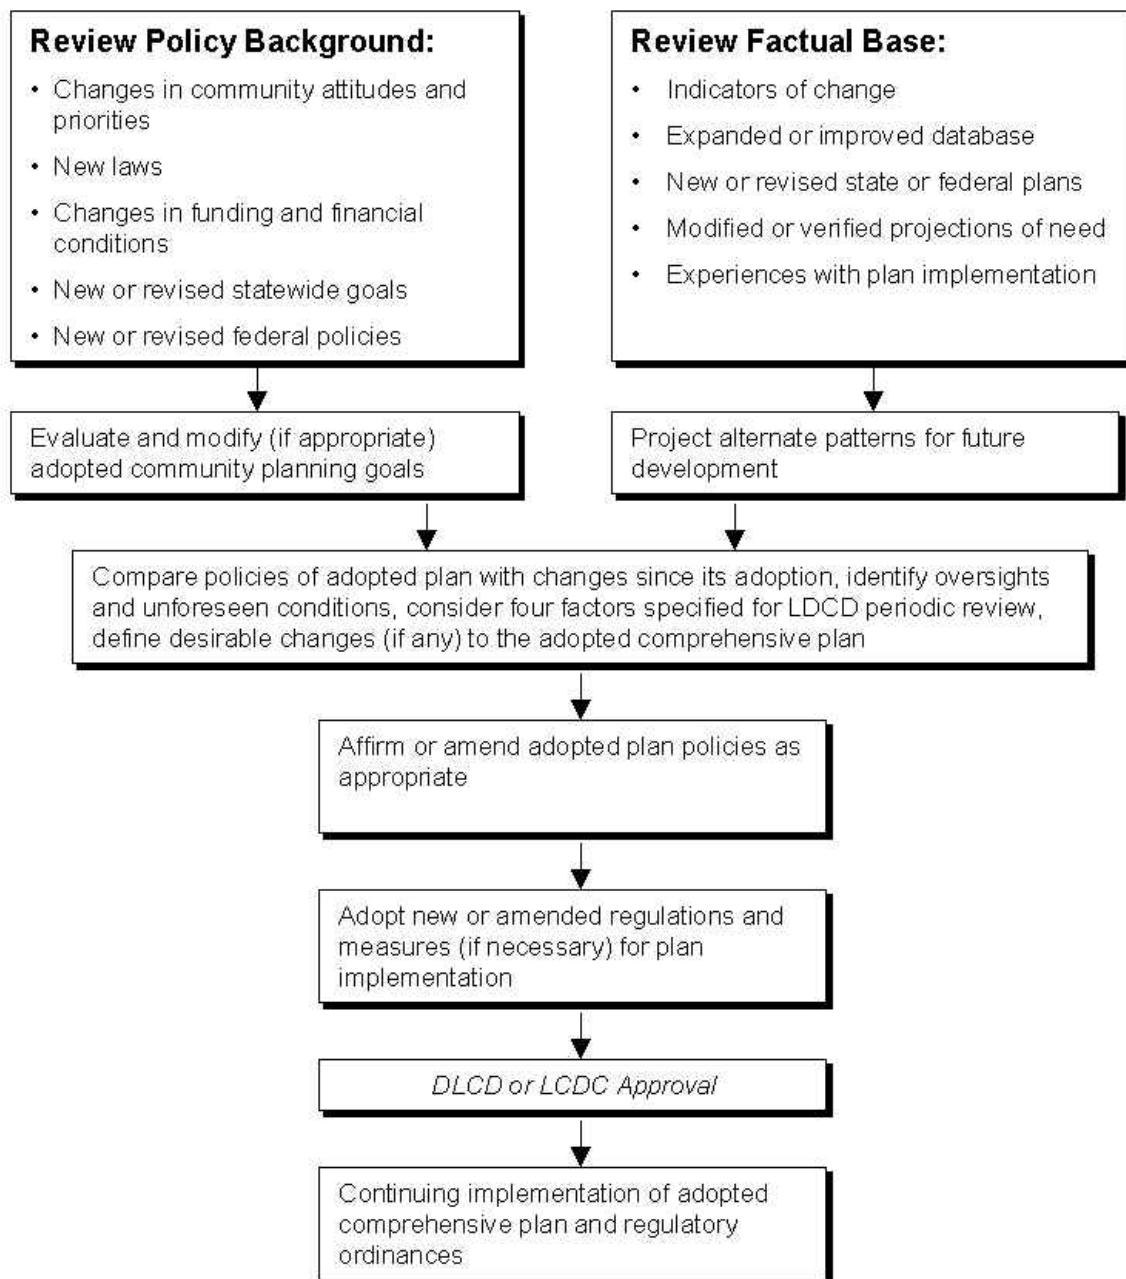 Review Policy Background:
• Changes in community attitudes and
priorities
• New laws
• Changes in funding and financial
conditions
• New or revised statewide goals
• New or revised federal policies
Review Factual Base:
• Indicators of change
• Expanded or improved database
• New or revised state or federal plans
• Modified or verified projections of need
• Experiences with plan implementation
Evaluate and modify (if appropriate)
adopted community planning goals
Project alternate patterns for future
development
Compare policies of adopted plan with changes since its adoption, identify oversights
and unforeseen conditions, consider four factors specified for LDCD periodic review,
define desirable changes (if any) to the adopted comprehensive plan
Affirm or amend adopted plan policies as
appropriate
Adopt new or amended regulations and
measures (if necessary) for plan
implementation
DLCD or LCDC Approval
Continuing implementation of adopted
comprehensive plan and regulatory
ordinances